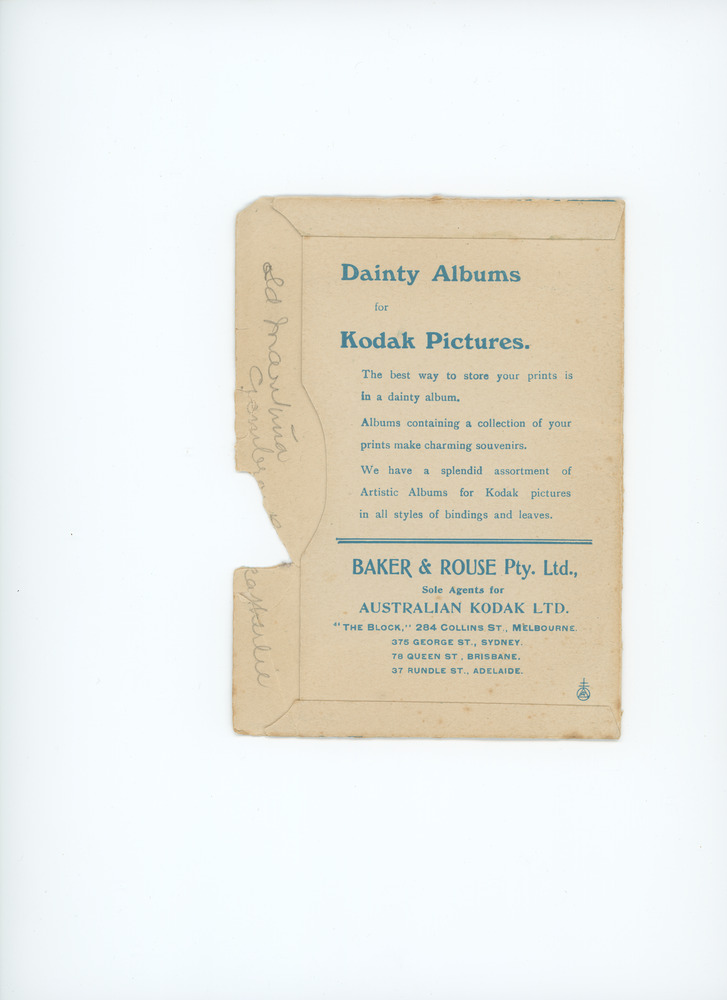 Dainty Albums
for
Kodak Pictures.
The best way to store your prints is
in a dainty album.
Albums containing a collection of your
prints make charming souvenirs.
We have a splendid assortment of
Artistic Albums for Kodak pictures
in all styles of bindings and leaves.
BAKER & ROUSE Pty. Ltd.,
Sole Agents for
AUSTRALIAN KODAK LTD.
"THE BLOCK," 284 COLLINS ST., MELBOURNE.
375 GEORGE ST., SYDNEY.
78 QUEEN ST., BRISBANE.
37 RUNDLE ST., ADELAIDE.
old